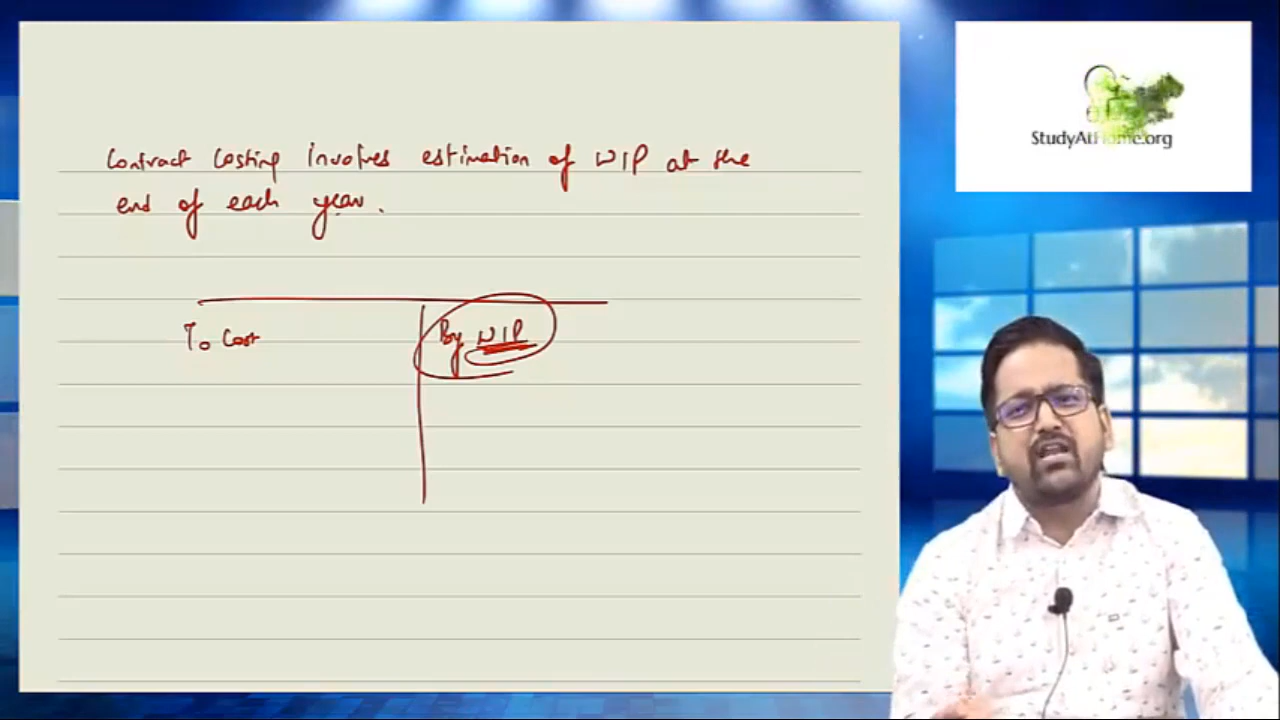 StudyAtHome.org
Contract Costing involves estimation of WIP at the
end of each year.
To Cost
By WIP